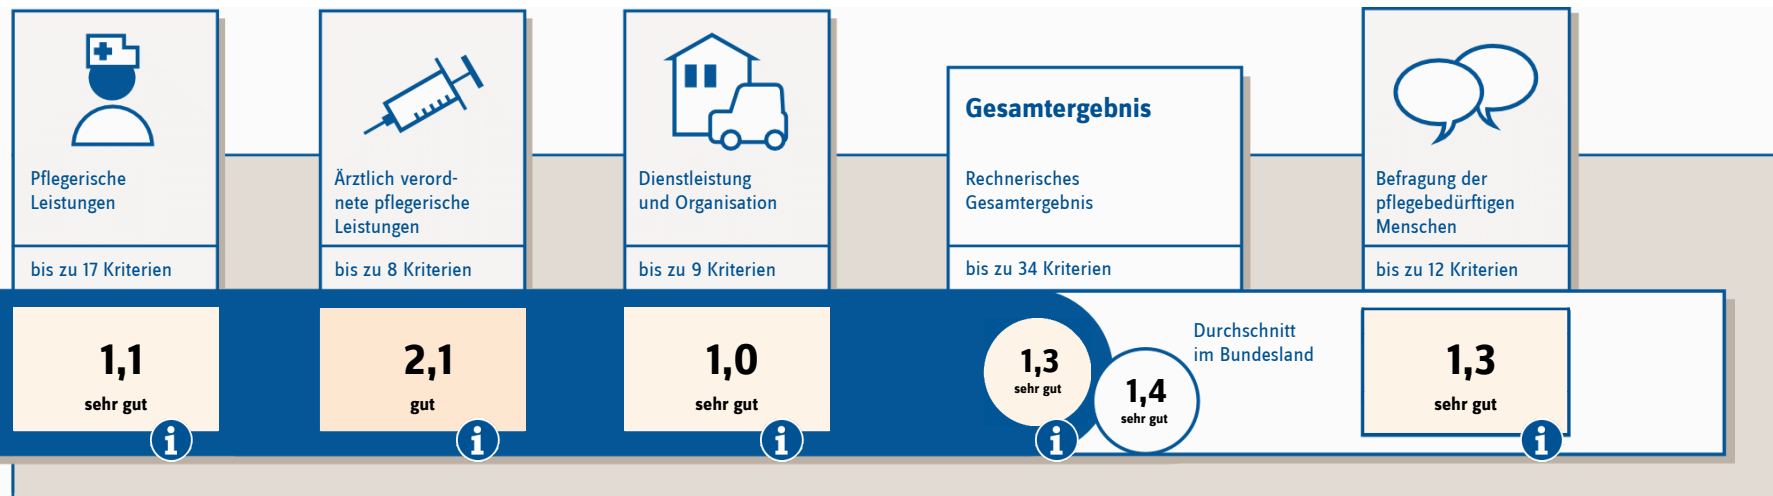 Pflegerische
Leistungen
bis zu 17 Kriterien
1,1
sehr gut
i
Ärztlich verord-
nete pflegerische
Leistungen
bis zu 8 Kriterien
2,1
gut
i
Dienstleistung
und Organisation
bis zu 9 Kriterien
1,0
sehr gut
i
Gesamtergebnis
Rechnerisches
Gesamtergebnis
bis zu 34 Kriterien
1,3
sehr gut
i
1,4
sehr gut
Durchschnitt
im Bundesland
Befragung der
pflegebedürftigen
Menschen
bis zu 12 Kriterien
1,3
sehr gut
i